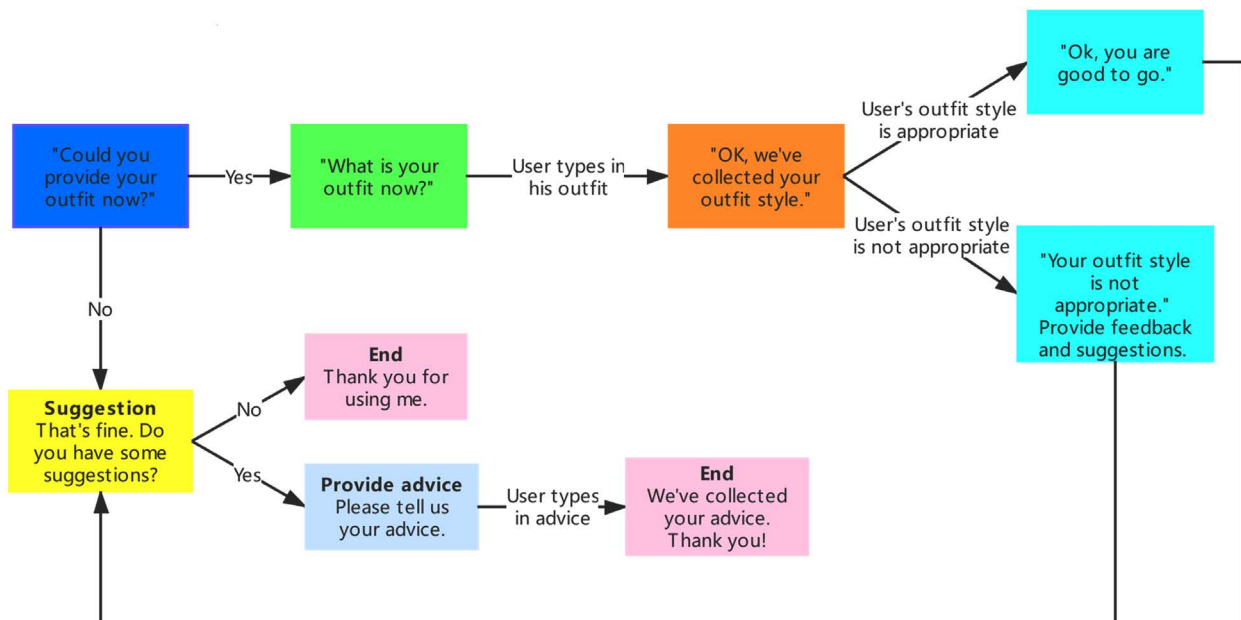 "Could you
provide your
outfit now?"
Yes
"What is your
outfit now?"
User types in
his outfit
"OK, we've
collected your
outfit style."
User's outfit style
is appropriate
"Ok, you are
good to go."
User's outfit style
is not appropriate
"Your outfit style
is not
appropriate."
Provide feedback
and suggestions.
No
Suggestion
That's fine. Do
you have some
suggestions?
No
End
Thank you for
using me.
Yes
Provide advice
Please tell us
your advice.
User types
in advice
End
We've collected
your advice.
Thank you!